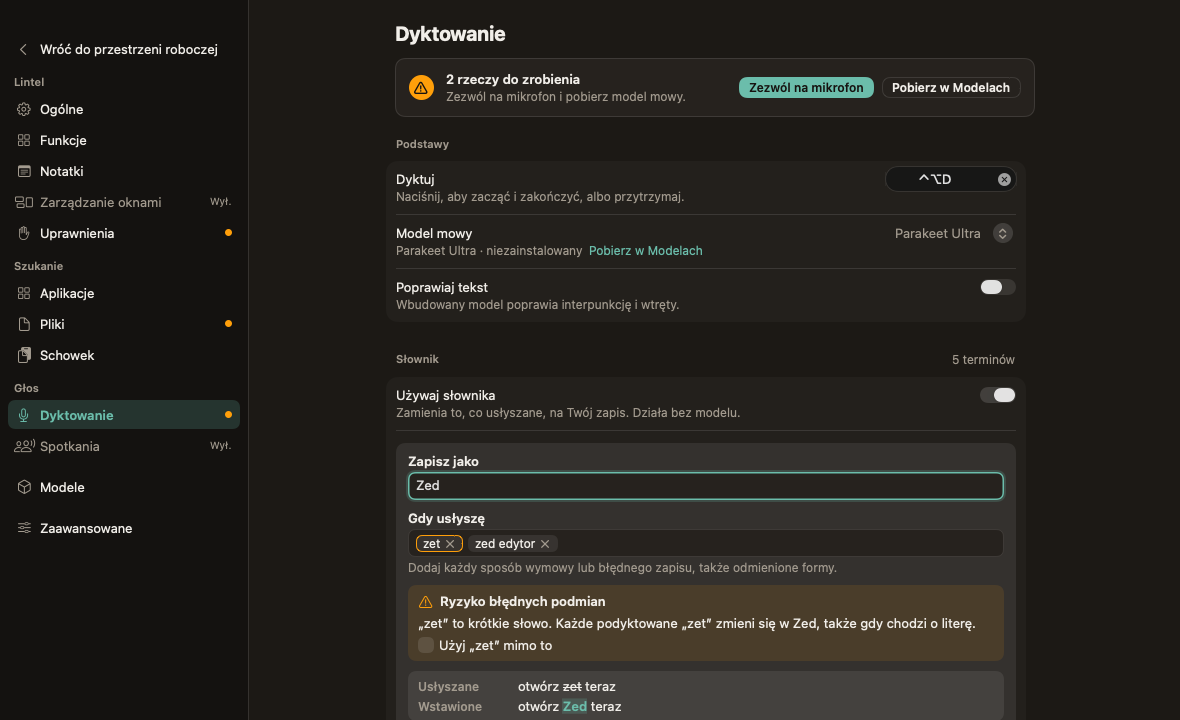 Wróć do przestrzeni roboczej
Lintel
Ogólne
Funkcje
Notatki
Zarządzanie oknami Wył.
Uprawnienia
Szukanie
Aplikacje
Pliki
Schowek
Głos
Dyktowanie
Spotkania Wył.
Modele
Zaawansowane
Dyktowanie
2 rzeczy do zrobienia
Zezwól na mikrofon i pobierz model mowy.
Zezwól na mikrofon Pobierz w Modelach
Podstawy
Dyktuj ⌃⌥D
Naciśnij, aby zacząć i zakończyć, albo przytrzymaj.
Model mowy Parakeet Ultra
Parakeet Ultra · niezainstalowany Pobierz w Modelach
Poprawiaj tekst
Wbudowany model poprawia interpunkcję i wtręty.
Słownik 5 terminów
Używaj słownika
Zamienia to, co usłyszane, na Twój zapis. Działa bez modelu.
Zapisz jako
Zed
Gdy usłyszę
zet zed edytor
Dodaj każdy sposób wymowy lub błędnego zapisu, także odmienione formy.
Ryzyko błędnych podmian
„zet” to krótkie słowo. Każde podyktowane „zet” zmieni się w Zed, także gdy chodzi o literę.
Użyj „zet” mimo to
Usłyszane otwórz zet teraz
Wstawione otwórz Zed teraz